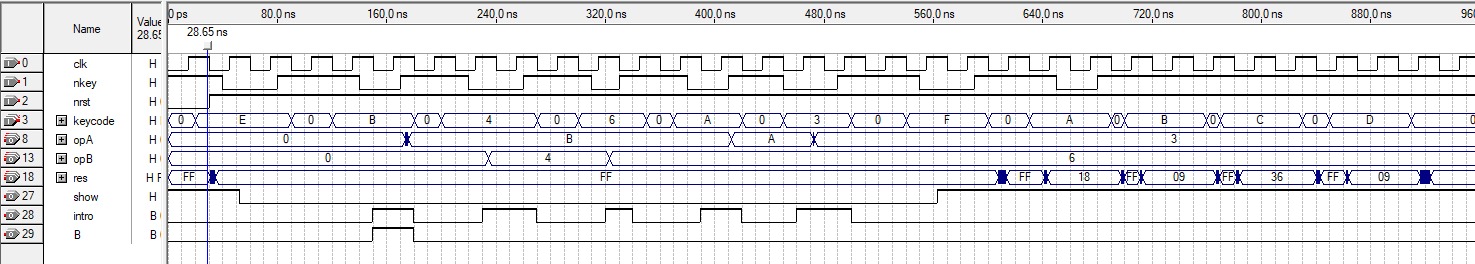 Name Value 28.65 0 ps 80.0 ns 160.0 ns 240.0 ns 320.0 ns 400.0 ns 480.0 ns 560.0 ns 640.0 ns 720.0 ns 800.0 ns 880.0 ns 960
28.65 ns
0 clk H
1 nkey H
2 nrst H
3 keycode H 0 E 0 B 0 4 0 6 0 A 0 3 0 F 0 A 0 B 0 C 0 D 0
8 opA H 0 B A 3
13 opB H 0 4 6
18 res H F FF FF FF 18 FF 09 FF 36 FF 09
27 show H
28 intro B
29 B B